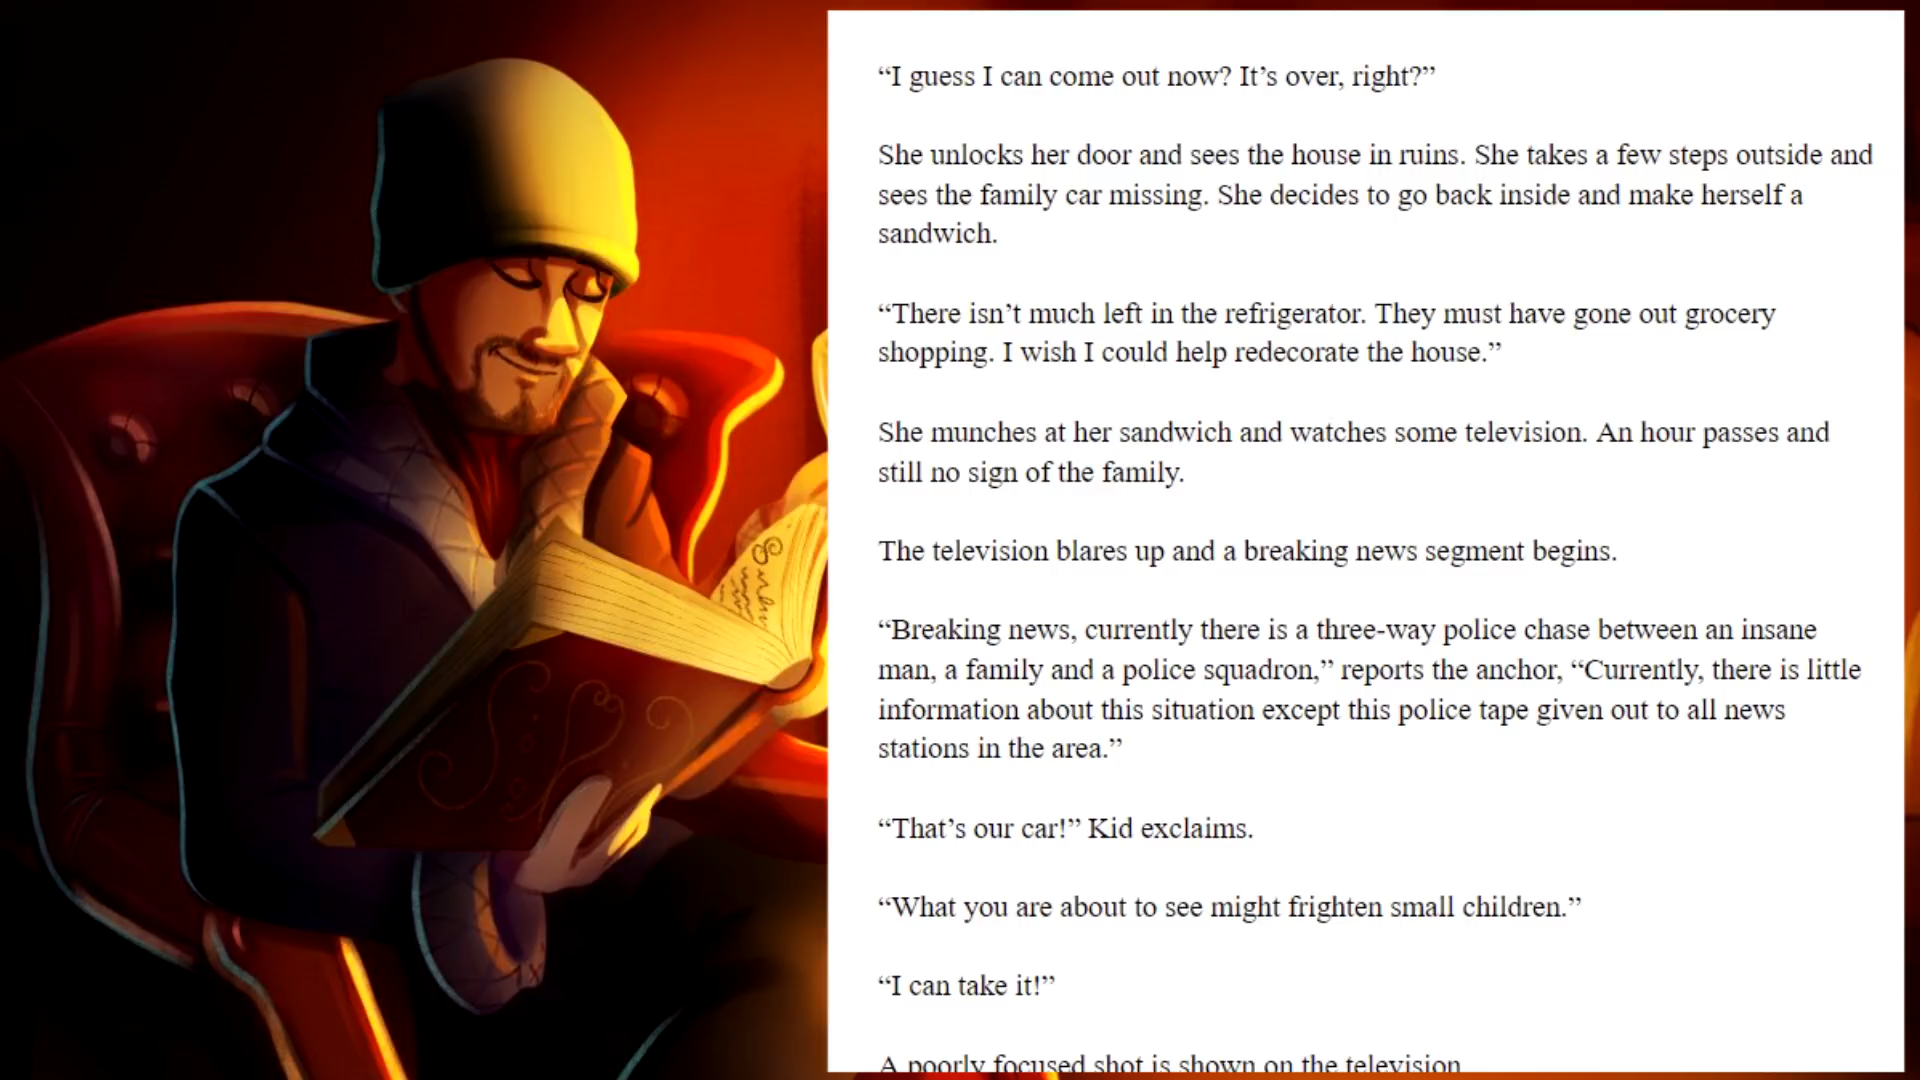 “I guess I can come out now? It’s over, right?”
She unlocks her door and sees the house in ruins. She takes a few steps outside and
sees the family car missing. She decides to go back inside and make herself a
sandwich.
“There isn’t much left in the refrigerator. They must have gone out grocery
shopping. I wish I could help redecorate the house.”
She munches at her sandwich and watches some television. An hour passes and
still no sign of the family.
The television blares up and a breaking news segment begins.
“Breaking news, currently there is a three-way police chase between an insane
man, a family and a police squadron,” reports the anchor, “Currently, there is little
information about this situation except this police tape given out to all news
stations in the area.”
“That’s our car!” Kid exclaims.
“What you are about to see might frighten small children.”
“I can take it!”
A poorly focused shot is shown on the television